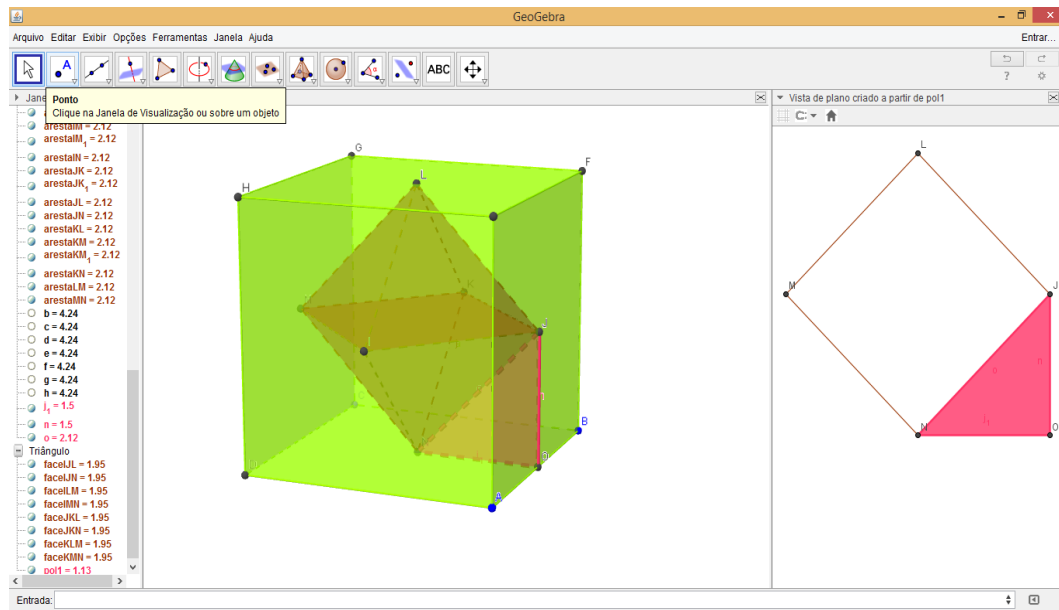 GeoGebra
Arquivo Editar Exibir Opções Ferramentas Janela Ajuda
Entrar...
ABC
Ponto
Clique na Janela de Visualização ou sobre um objeto
Vista de plano criado a partir de pol1
arestaIM = 2.12
arestaIM₁ = 2.12
arestaIN = 2.12
arestaJK = 2.12
arestaJK₁ = 2.12
arestaJL = 2.12
arestaJN = 2.12
arestaKL = 2.12
arestaKM = 2.12
arestaKM₁ = 2.12
arestaKN = 2.12
arestaLM = 2.12
arestaMN = 2.12
b = 4.24
c = 4.24
d = 4.24
e = 4.24
f = 4.24
g = 4.24
h = 4.24
j₁ = 1.5
n = 1.5
o = 2.12
Triângulo
faceIJL = 1.95
faceIJN = 1.95
faceILM = 1.95
faceIMN = 1.95
faceJKL = 1.95
faceJKN = 1.95
faceKLM = 1.95
faceKMN = 1.95
pol1 = 1.13
G
F
L
H
K
J
I
B
A
L
M
J
o
n
j₁
N
O
Entrada: